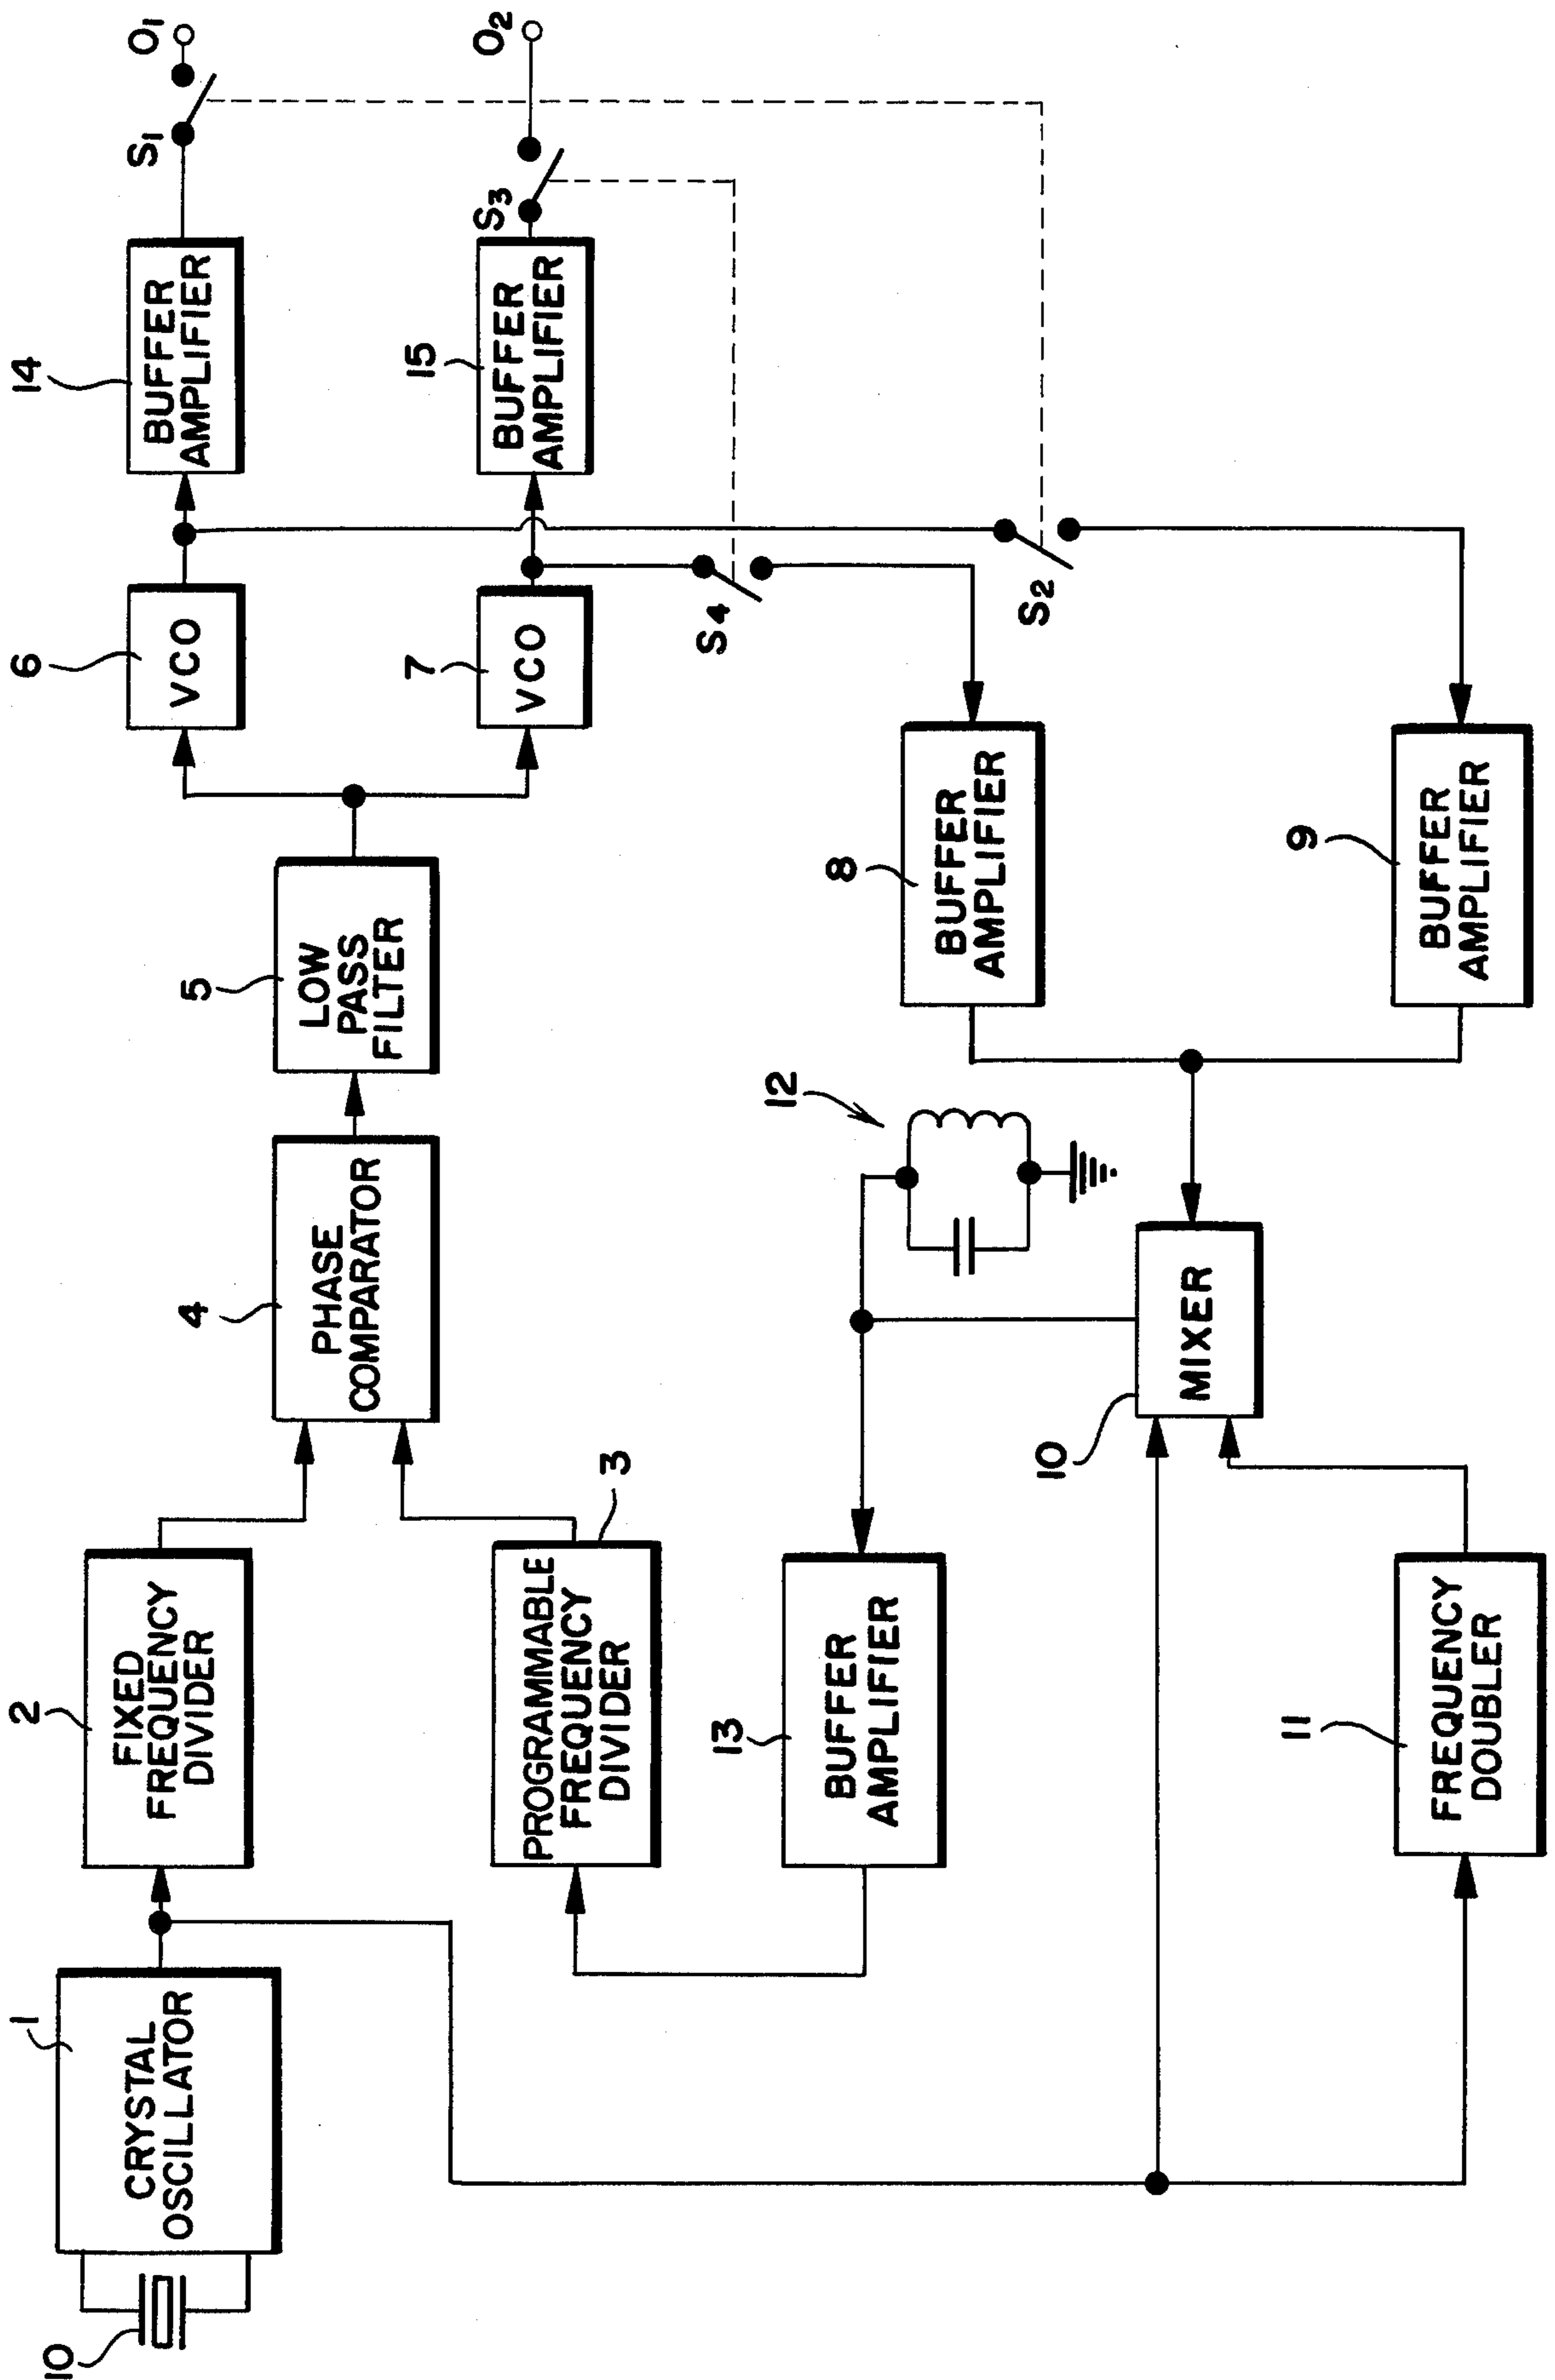 10
1
CRYSTAL
OSCILLATOR
2
FIXED
FREQUENCY
DIVIDER
3
PROGRAMMABLE
FREQUENCY
DIVIDER
4
PHASE
COMPARATOR
5
LOW
PASS
FILTER
6
VCO
7
VCO
14
BUFFER
AMPLIFIER
15
BUFFER
AMPLIFIER
S1
O1
S3
O2
S4
S2
13
BUFFER
AMPLIFIER
12
8
BUFFER
AMPLIFIER
10
MIXER
9
BUFFER
AMPLIFIER
11
FREQUENCY
DOUBLER